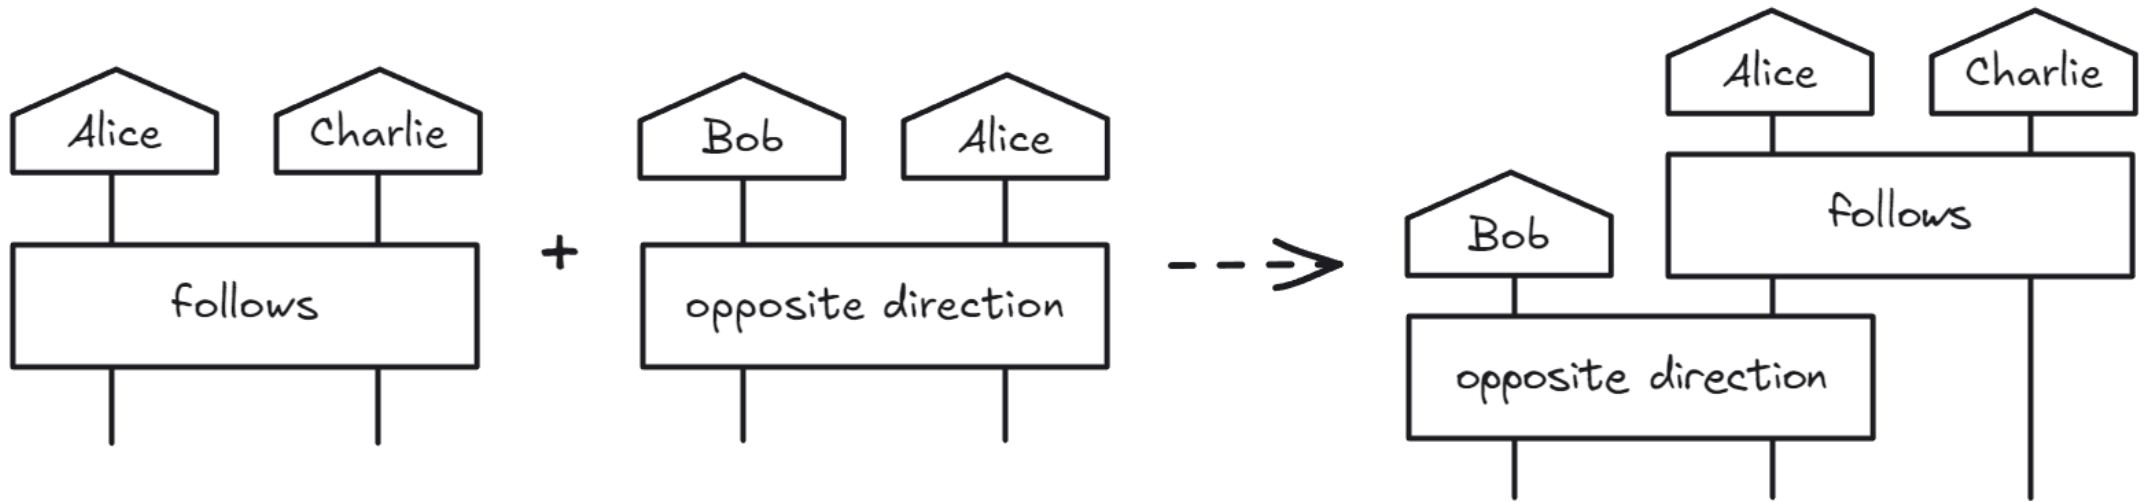 Alice
Charlie
follows
+
Bob
Alice
opposite direction
Alice
Charlie
follows
Bob
opposite direction